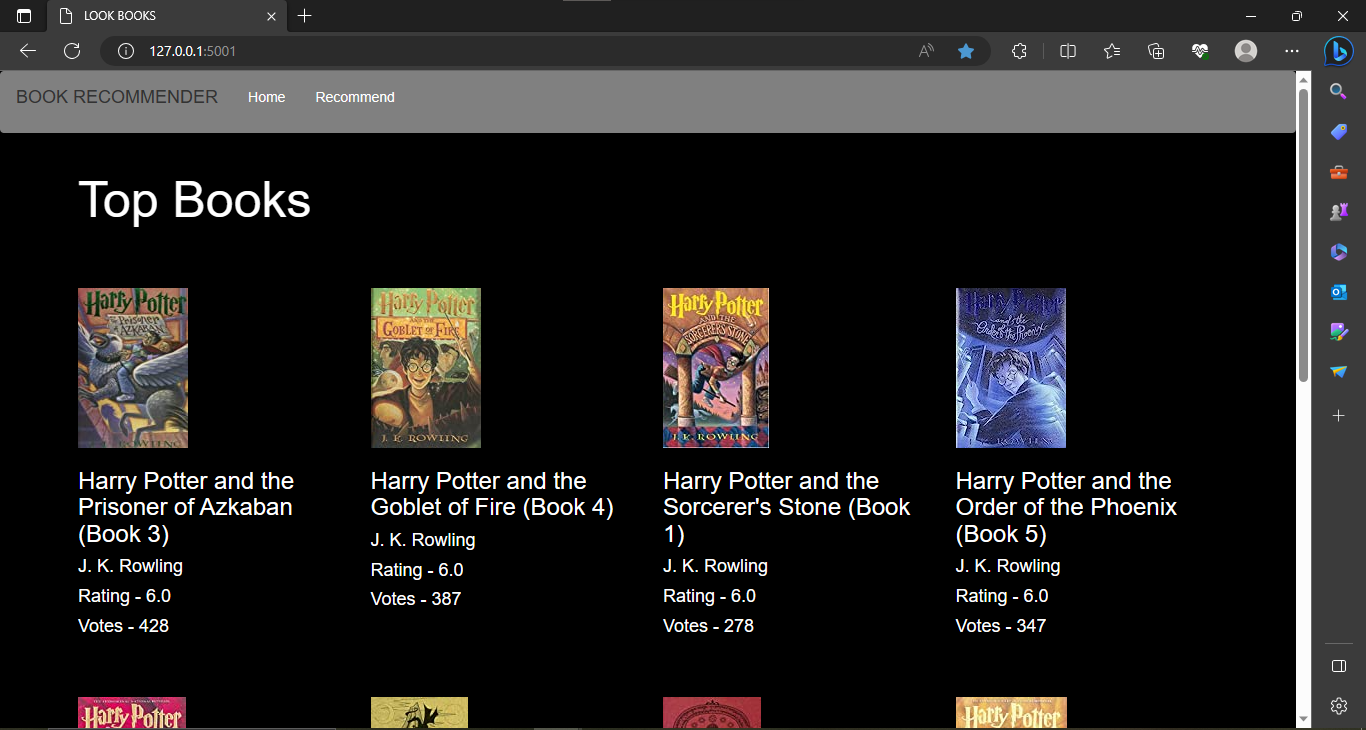 LOOK BOOKS
127.0.0.1:5001
BOOK RECOMMENDER Home Recommend
Top Books
Harry Potter
Prisoner of
AZKABAN
Harry Potter
AND THE
GOBLET OF FIRE
J. K. ROWLING
Harry Potter
AND THE
SORCERER'S STONE
J. K. ROWLING
Harry Potter
and the
Order of the Phoenix
J. K. ROWLING
Harry Potter and the
Prisoner of Azkaban
(Book 3)
J. K. Rowling
Rating - 6.0
Votes - 428
Harry Potter and the
Goblet of Fire (Book 4)
J. K. Rowling
Rating - 6.0
Votes - 387
Harry Potter and the
Sorcerer's Stone (Book
1)
J. K. Rowling
Rating - 6.0
Votes - 278
Harry Potter and the
Order of the Phoenix
(Book 5)
J. K. Rowling
Rating - 6.0
Votes - 347
Harry Potter
Harry Potter